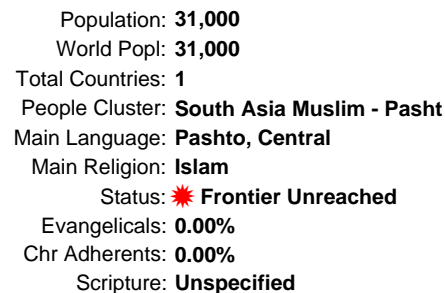 Population: 31,000
World Popl: 31,000
Total Countries: 1
People Cluster: South Asia Muslim - Pasht
Main Language: Pashto, Central
Main Religion: Islam
Status: Frontier Unreached
Evangelicals: 0.00%
Chr Adherents: 0.00%
Scripture: Unspecified